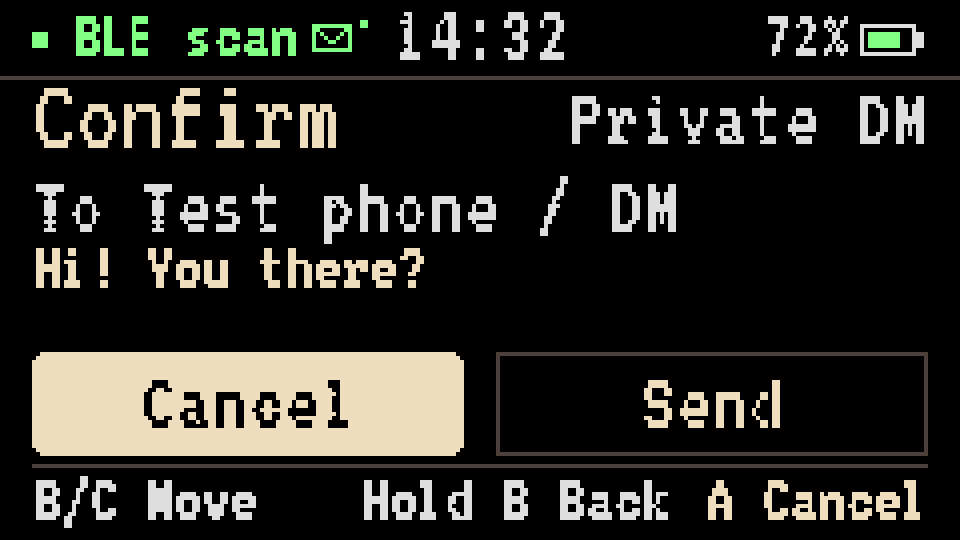 BLE scan 14:32 72%
Confirm Private DM
To Test phone / DM
Hi! You there?
Cancel Send
B/C Move Hold B Back A Cancel